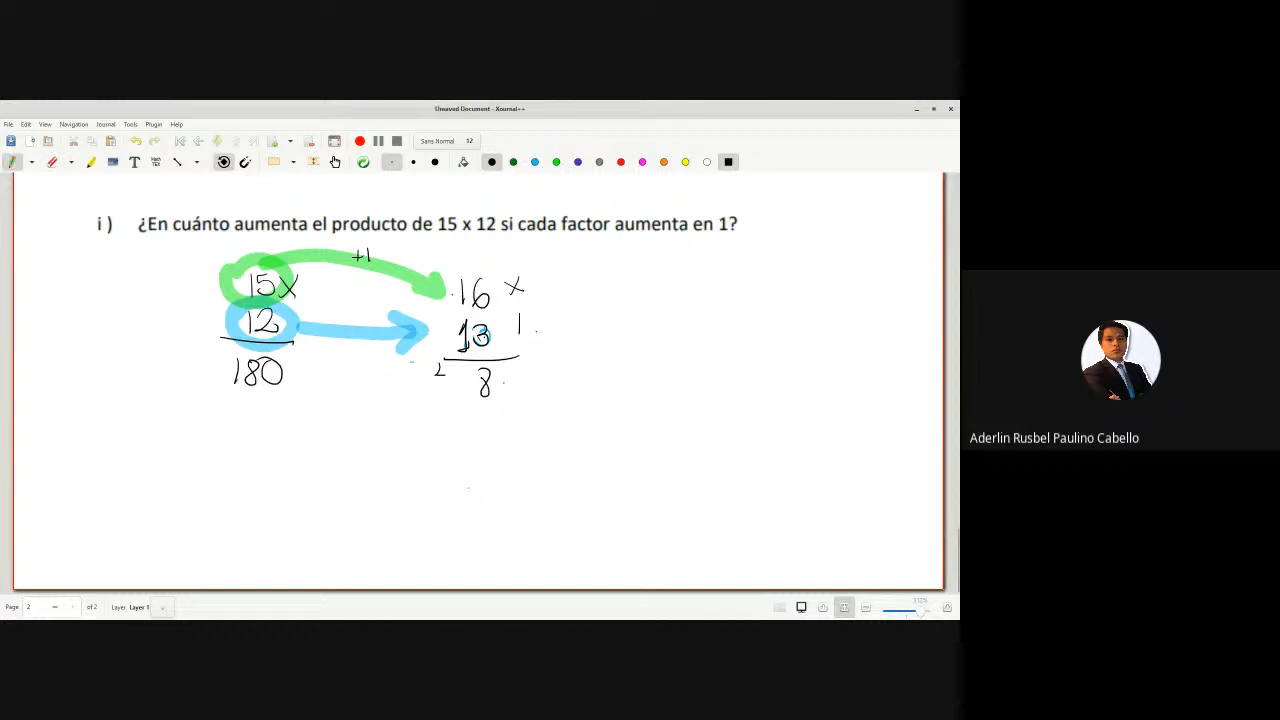 Unsaved Document - Xournal++
File Edit View Navigation Journal Tools Plugin Help
Sans Normal 12
i ) ¿En cuánto aumenta el producto de 15 x 12 si cada factor aumenta en 1?
+1
15 x
12
180
16 x
13 1
8
Page 2 of 2 Layer Layer 1
312%
Aderlin Rusbel Paulino Cabello